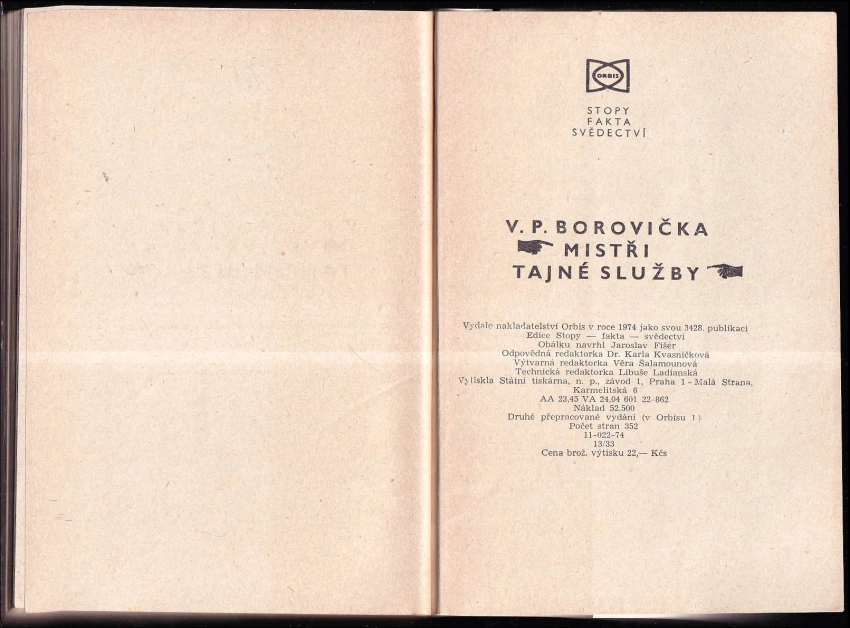 ORBIS
STOPY
FAKTA
SVĚDECTVÍ
V. P. BOROVIČKA
MISTŘI
TAJNÉ SLUŽBY
Vydalo nakladatelství Orbis v roce 1974 jako svou 3428. publikaci
Edice Stopy — fakta — svědectví
Obálku navrhl Jaroslav Fišer
Odpovědná redaktorka Dr. Karla Kvasničková
Výtvarná redaktorka Věra Šalamounová
Technická redaktorka Libuše Ladianská
Vytiskla Státní tiskárna, n. p., závod 1, Praha 1 - Malá Strana,
Karmelitská 6
AA 23,45 VA 24,04 601 22-862
Náklad 52.500
Druhé přepracované vydání (v Orbisu 1)
Počet stran 352
11-022-74
13/33
Cena brož. výtisku 22,— Kčs